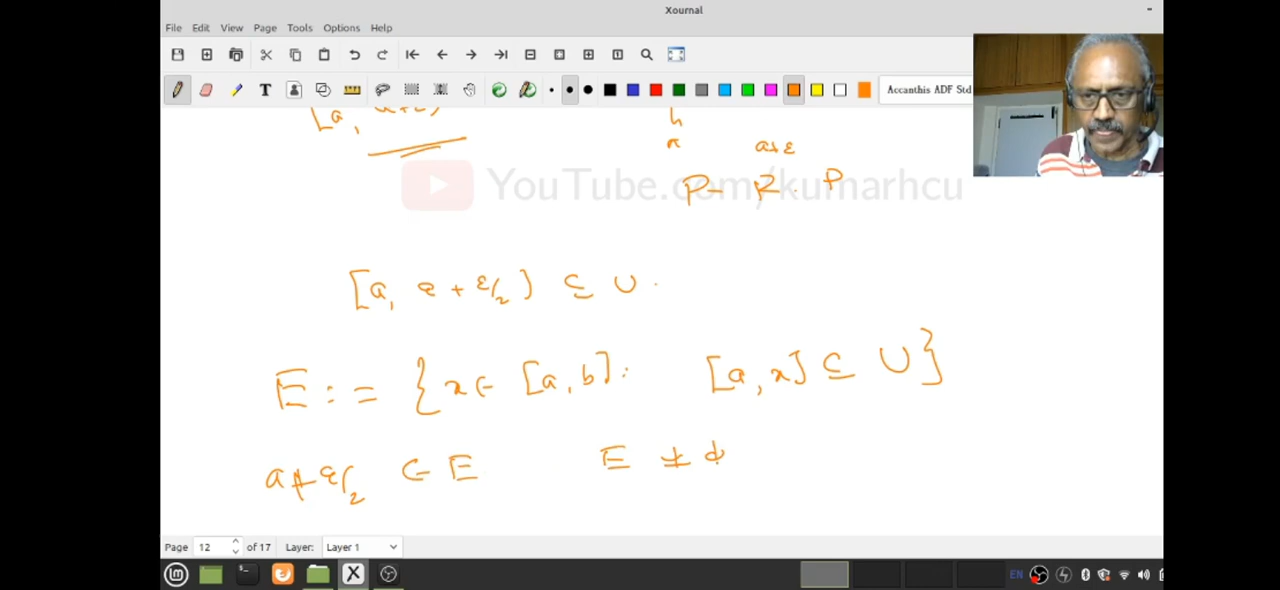 Xournal
File Edit View Page Tools Options Help
Accanthis ADF Std
[a, a+ε)
a+ε
P – R . P
YouTube.com/kumarhcu
[a, a + ε/2) ⊆ U.
E := {x ∈ [a, b] : [a, x] ⊆ U}
a+ε/2 ∈ E E ≠ ϕ
Page 12 of 17 Layer: Layer 1
EN